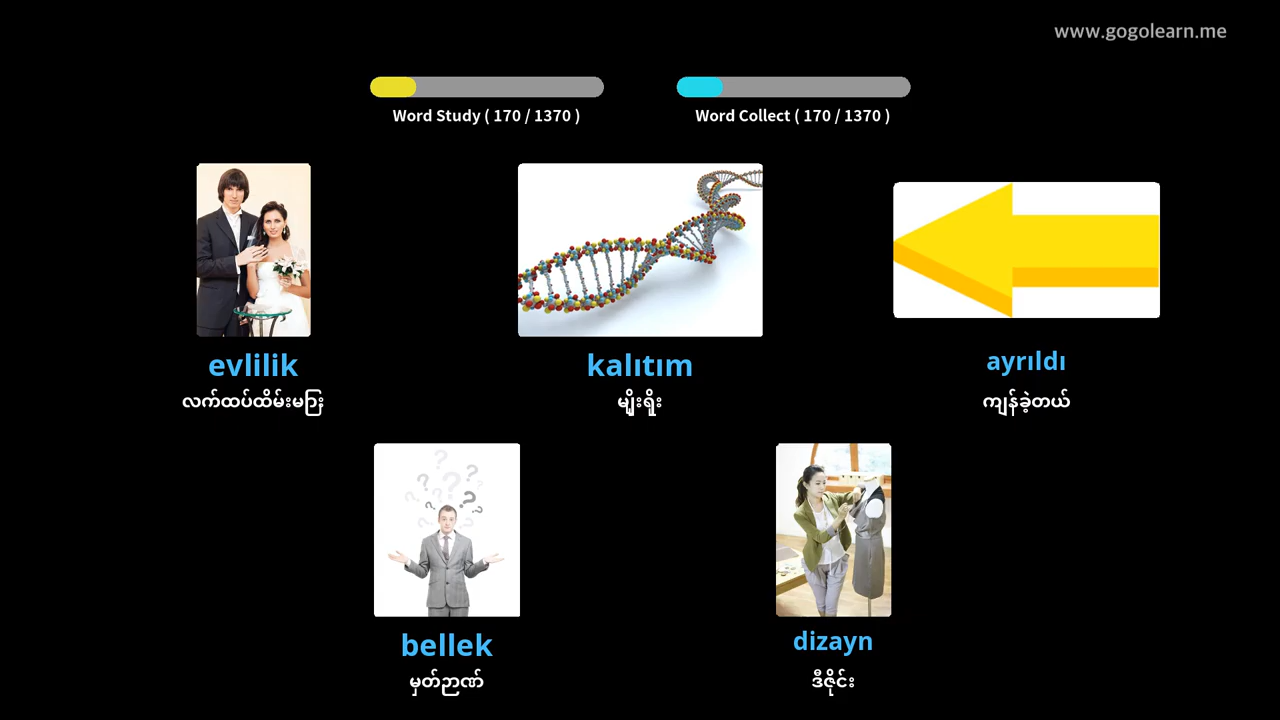 www.gogolearn.me
Word Study ( 170 / 1370 )
Word Collect ( 170 / 1370 )
evlilik
လက်ထပ်ထိမ်းမြား
kalıtım
မျိုးရိုး
ayrıldı
ကျန်ခဲ့တယ်
bellek
မှတ်ဉာဏ်
dizayn
ဒီဇိုင်း